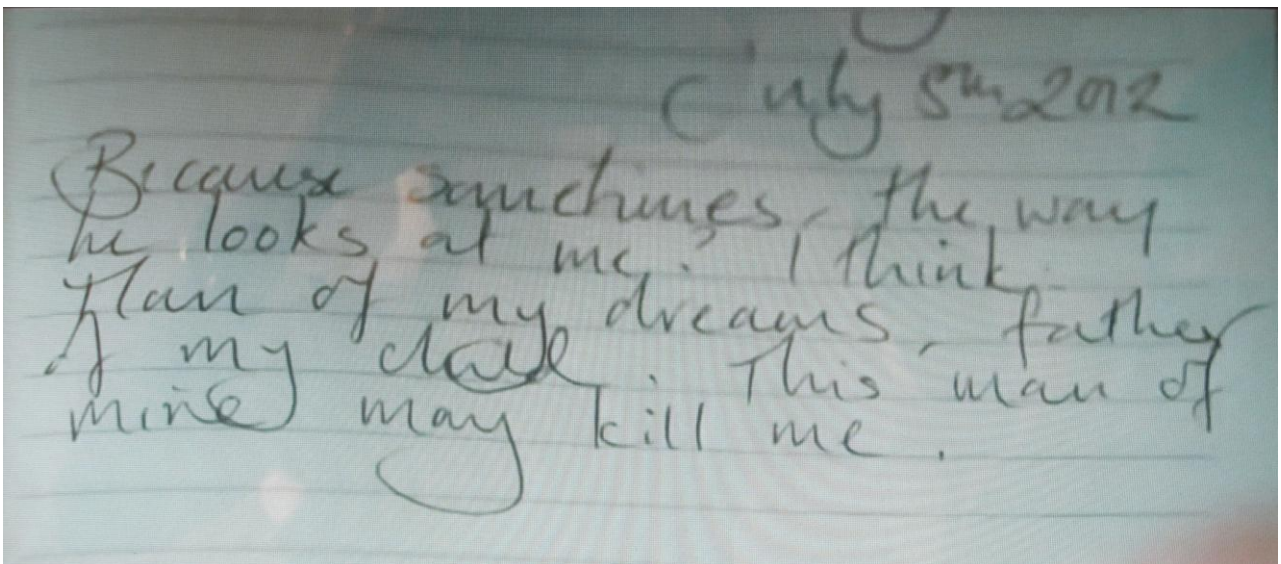 July 5th 2012
Because sometimes, the way
he looks at me? I think:
Man of my dreams, father
of my child. This man of
mine may kill me.